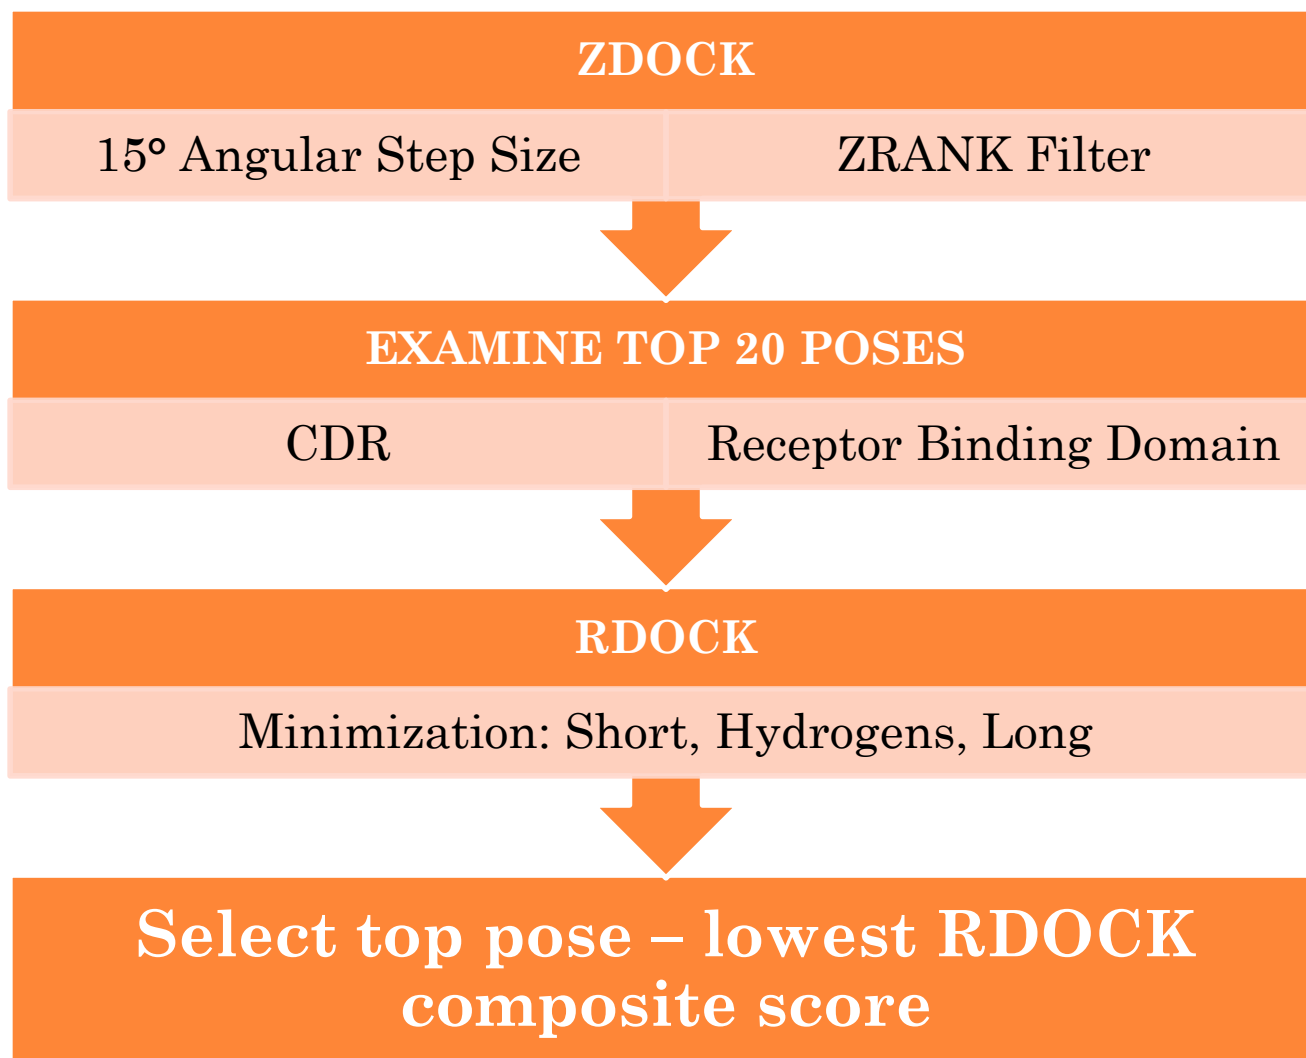 ZDOCK
15° Angular Step Size
ZRANK Filter
EXAMINE TOP 20 POSES
CDR
Receptor Binding Domain
RDOCK
Minimization: Short, Hydrogens, Long
Select top pose – lowest RDOCK
composite score